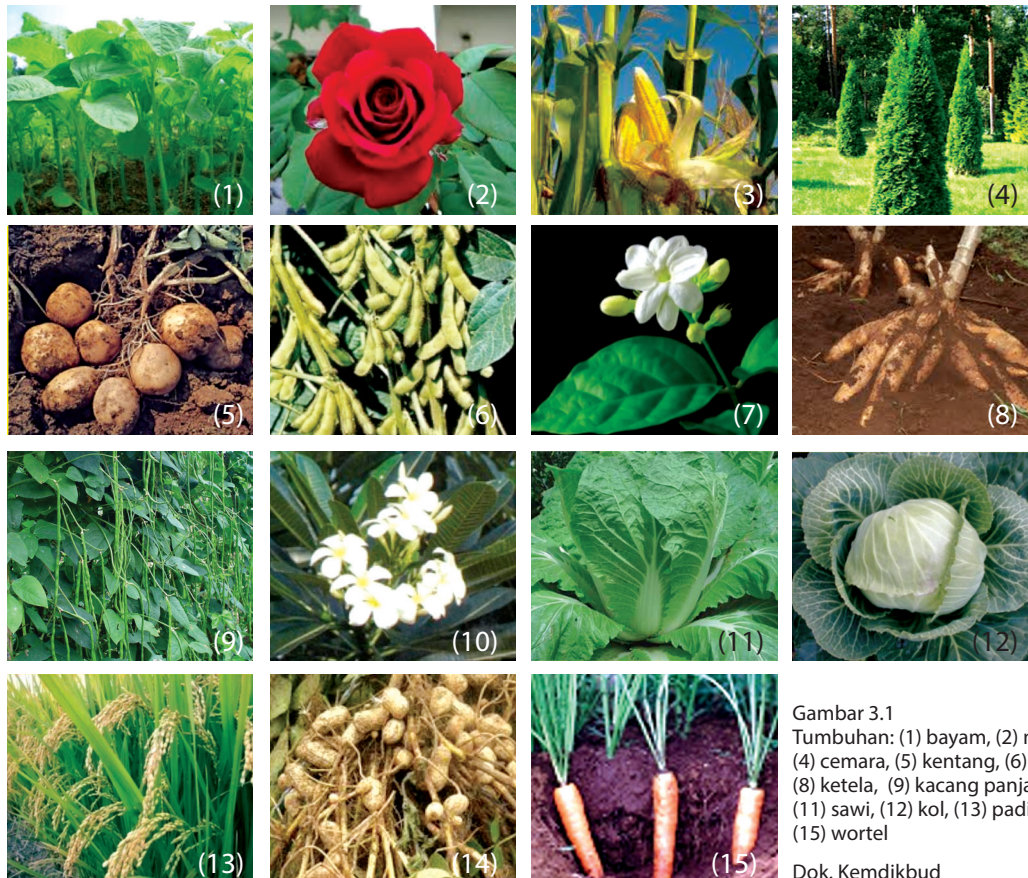 (1)
(2)
(3)
(4)
(5)
(6)
(7)
(8)
(9)
(10)
(11)
(12)
(13)
(14)
(15)
Gambar 3.1
Tumbuhan: (1) bayam, (2)
(4) cemara, (5) kentang, (6)
(8) ketela, (9) kacang
(11) sawi, (12) kol, (13) padi
(15) wortel
Dok. Kemdikbud